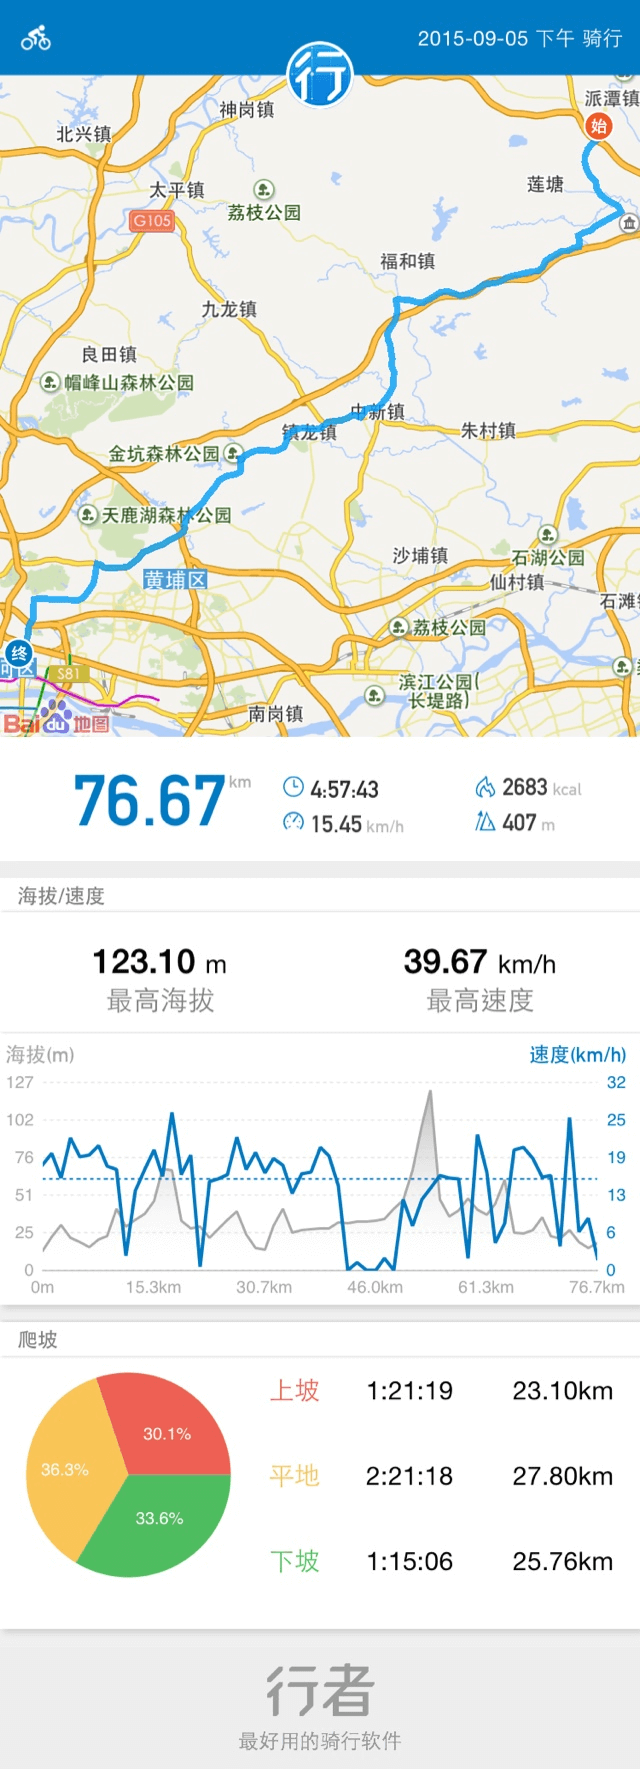 2015-09-05 下午 骑行
行
派潭镇
神岗镇
始
北兴镇
莲塘
太平镇
荔枝公园
G105
福和镇
九龙镇
良田镇
帽峰山森林公园
中新镇
镇龙镇
朱村镇
金坑森林公园
天鹿湖森林公园
沙埔镇
石湖公园
黄埔区
仙村镇
石滩镇
荔枝公园
终
S81
滨江公园(
长堤路)
南岗镇
Bai du 地图
76.67 km
4:57:43
2683 kcal
15.45 km/h
407 m
海拔/速度
123.10 m
39.67 km/h
最高海拔
最高速度
海拔(m)
速度(km/h)
127
32
102
25
76
19
51
13
25
6
0
0
0m
15.3km
30.7km
46.0km
61.3km
76.7km
爬坡
30.1%
36.3%
33.6%
上坡 1:21:19 23.10km
平地 2:21:18 27.80km
下坡 1:15:06 25.76km
行者
最好用的骑行软件